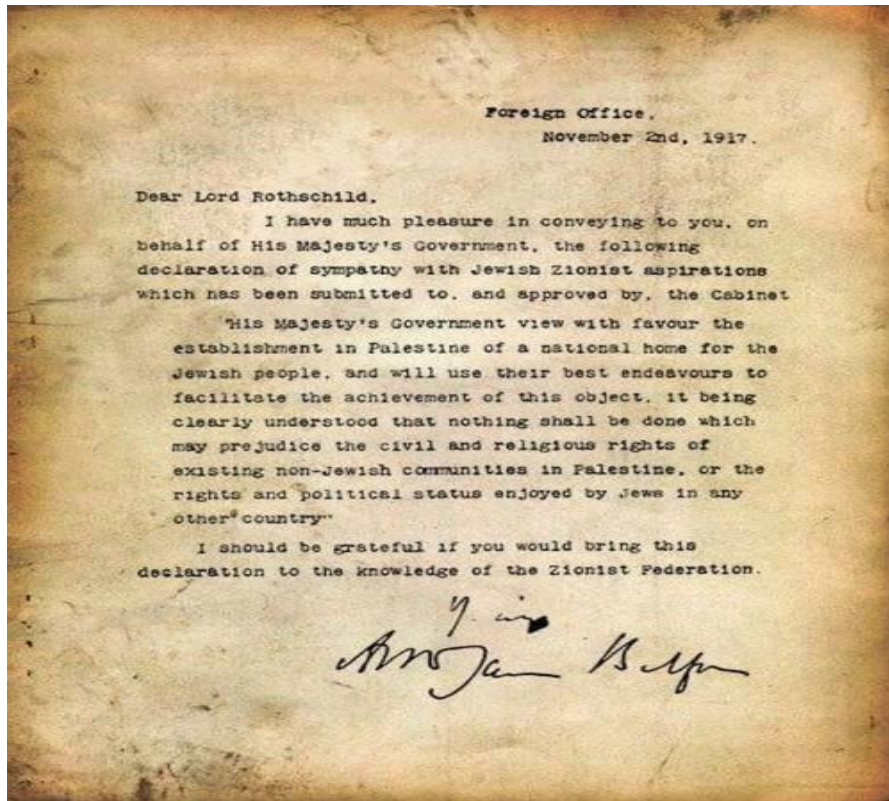 Foreign Office,
November 2nd, 1917.
Dear Lord Rothschild,
I have much pleasure in conveying to you, on
behalf of His Majesty's Government, the following
declaration of sympathy with Jewish Zionist aspirations
which has been submitted to, and approved by, the Cabinet
"His Majesty's Government view with favour the
establishment in Palestine of a national home for the
Jewish people, and will use their best endeavours to
facilitate the achievement of this object, it being
clearly understood that nothing shall be done which
may prejudice the civil and religious rights of
existing non-Jewish communities in Palestine, or the
rights and political status enjoyed by Jews in any
other country"
I should be grateful if you would bring this
declaration to the knowledge of the Zionist Federation.